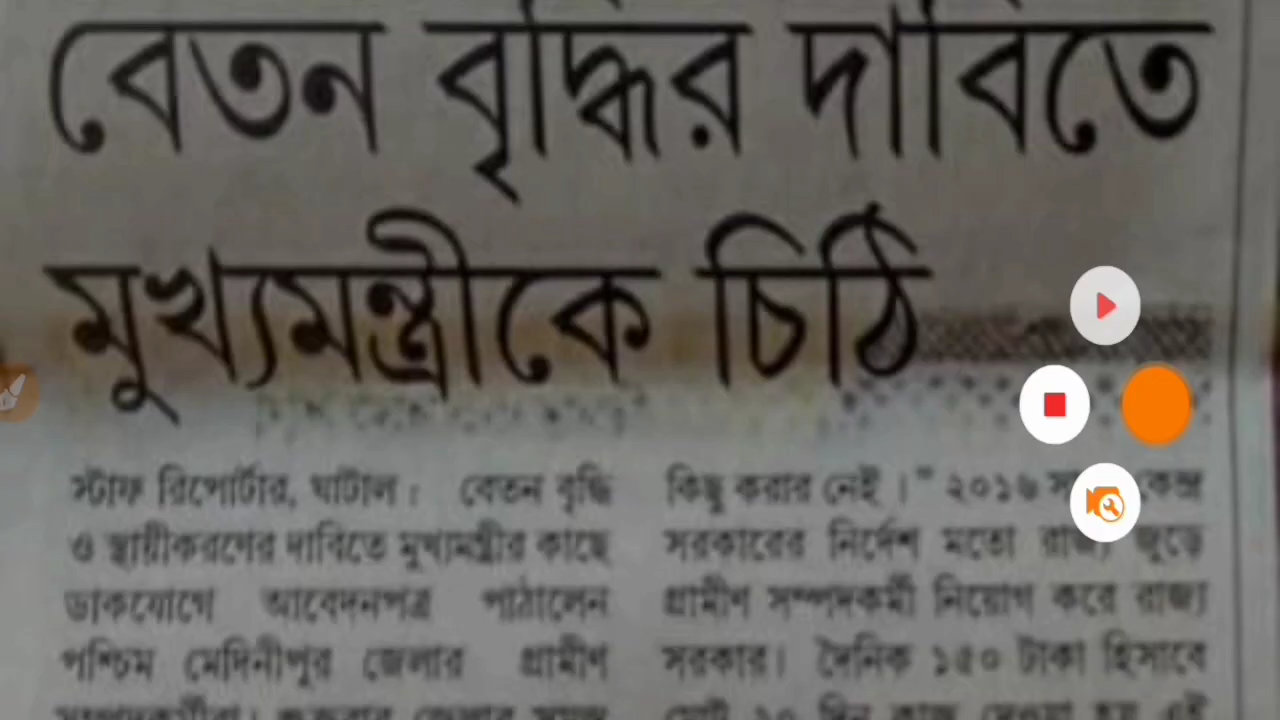 বেতন বৃদ্ধির দাবিতে
মুখ্যমন্ত্রীকে চিঠি
স্টাফ রিপোর্টার, ঘাটাল : বেতন বৃদ্ধি
ও স্থায়ীকরণের দাবিতে মুখ্যমন্ত্রীর কাছে
ডাকযোগে আবেদনপত্র পাঠালেন
পশ্চিম মেদিনীপুর জেলার গ্রামীণ
কিছু করার নেই।" ২০১৬
সরকারের নির্দেশ মতো রাজ্য জুড়ে
গ্রামীণ সম্পদকর্মী নিয়োগ করে রাজ্য
সরকার। দৈনিক ১৫০ টাকা হিসাবে